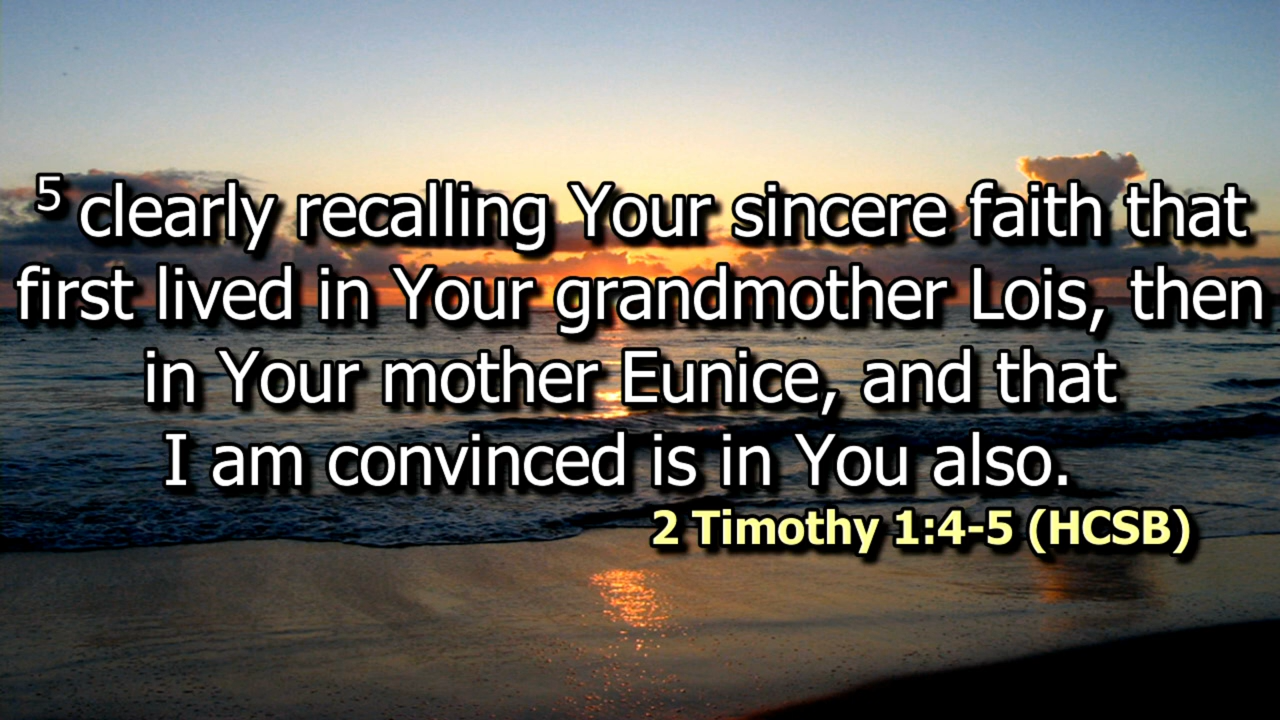 5 clearly recalling Your sincere faith that
first lived in Your grandmother Lois, then
in Your mother Eunice, and that
I am convinced is in You also.
2 Timothy 1:4-5 (HCSB)